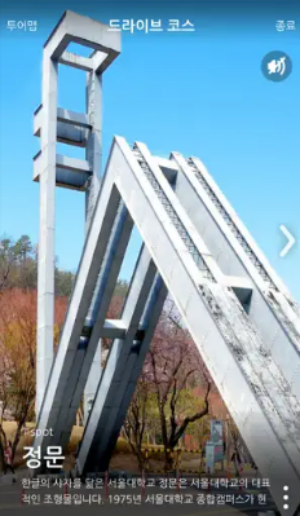 투어맵 드라이브 코스 종료
i-spot
정문
한글의 샤자를 닮은 서울대학교 정문은 서울대학교의 대표
적인 조형물입니다. 1975년 서울대학교 종합캠퍼스가 현